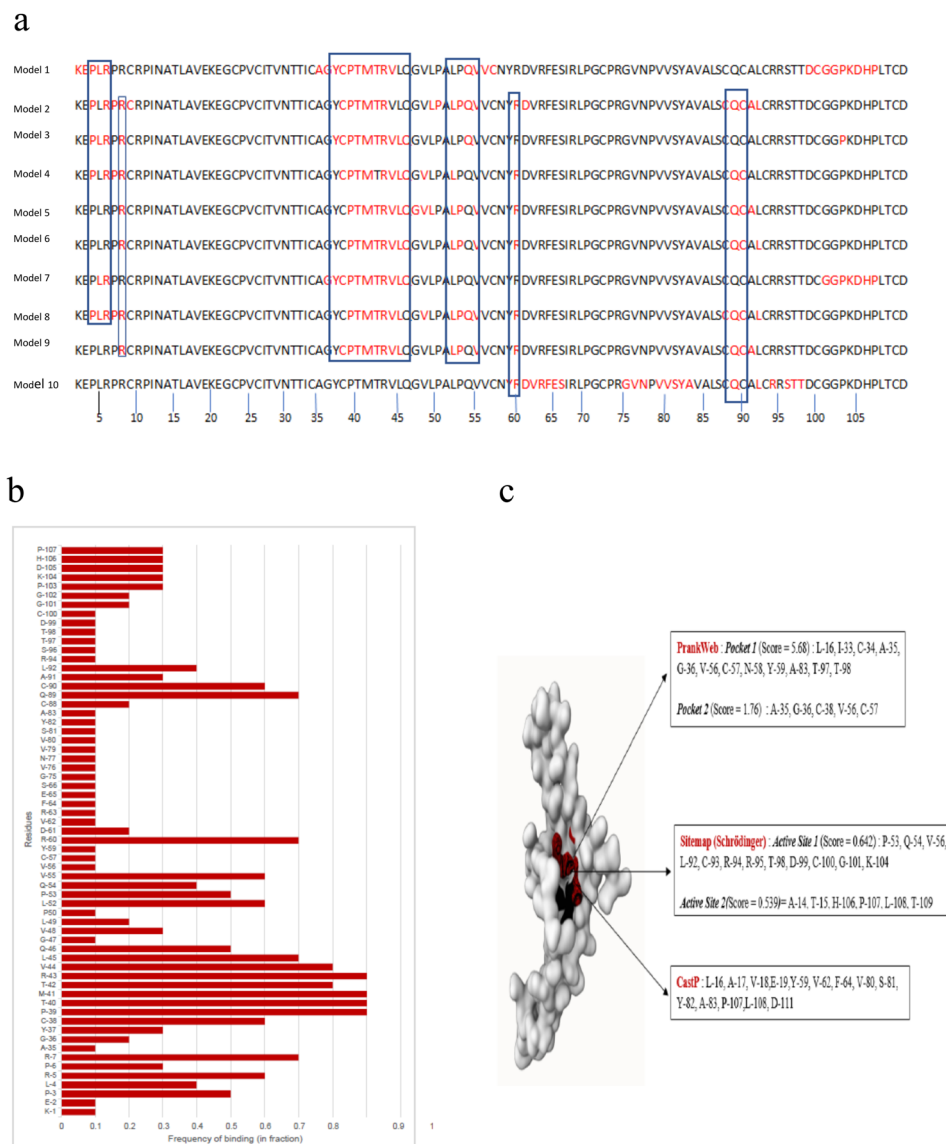 a
Model 1 KEPLRPRCRPINATLAVEKEGCPVCITVNTTICAGYCPTMTRVLQGVLPALPQVVCNYRDVRFESIRLPGCPRGVNPVVSYAVALSCQCALCRRSTTDCGGPKDHPLTCD
Model 2 KEPLRPRCRPINATLAVEKEGCPVCITVNTTICAGYCPTMTRVLQGVLPALPQVVCNYRDVRFESIRLPGCPRGVNPVVSYAVALSCQCALCRRSTTDCGGPKDHPLTCD
Model 3 KEPLRPRCRPINATLAVEKEGCPVCITVNTTICAGYCPTMTRVLQGVLPALPQVVCNYRDVRFESIRLPGCPRGVNPVVSYAVALSCQCALCRRSTTDCGGPKDHPLTCD
Model 4 KEPLRPRCRPINATLAVEKEGCPVCITVNTTICAGYCPTMTRVLQGVLPALPQVVCNYRDVRFESIRLPGCPRGVNPVVSYAVALSCQCALCRRSTTDCGGPKDHPLTCD
Model 5 KEPLRPRCRPINATLAVEKEGCPVCITVNTTICAGYCPTMTRVLQGVLPALPQVVCNYRDVRFESIRLPGCPRGVNPVVSYAVALSCQCALCRRSTTDCGGPKDHPLTCD
Model 6 KEPLRPRCRPINATLAVEKEGCPVCITVNTTICAGYCPTMTRVLQGVLPALPQVVCNYRDVRFESIRLPGCPRGVNPVVSYAVALSCQCALCRRSTTDCGGPKDHPLTCD
Model 7 KEPLRPRCRPINATLAVEKEGCPVCITVNTTICAGYCPTMTRVLQGVLPALPQVVCNYRDVRFESIRLPGCPRGVNPVVSYAVALSCQCALCRRSTTDCGGPKDHPLTCD
Model 8 KEPLRPRCRPINATLAVEKEGCPVCITVNTTICAGYCPTMTRVLQGVLPALPQVVCNYRDVRFESIRLPGCPRGVNPVVSYAVALSCQCALCRRSTTDCGGPKDHPLTCD
Model 9 KEPLRPRCRPINATLAVEKEGCPVCITVNTTICAGYCPTMTRVLQGVLPALPQVVCNYRDVRFESIRLPGCPRGVNPVVSYAVALSCQCALCRRSTTDCGGPKDHPLTCD
Model 10 KEPLRPRCRPINATLAVEKEGCPVCITVNTTICAGYCPTMTRVLQGVLPALPQVVCNYRDVRFESIRLPGCPRGVNPVVSYAVALSCQCALCRRSTTDCGGPKDHPLTCD
5 10 15 20 25 30 35 40 45 50 55 60 65 70 75 80 85 90 95 100 105
b
Residues
P-107
H-106
D-105
K-104
P-103
G-102
G-101
C-100
D-99
T-98
T-97
S-96
R-94
L-92
A-91
C-90
Q-89
C-88
A-83
Y-82
S-81
V-80
V-79
N-77
V-76
G-75
S-66
E-65
F-64
R-63
V-62
D-61
R-60
Y-59
C-57
V-56
V-55
Q-54
P-53
L-52
P50
L-49
V-48
G-47
Q-46
L-45
V-44
R-43
T-42
M-41
T-40
P-39
C-38
Y-37
G-36
A-35
R-7
P-6
R-5
L-4
P-3
E-2
K-1
0 0.1 0.2 0.3 0.4 0.5 0.6 0.7 0.8 0.9 1
Frequency of binding (in fraction)
c
PrankWeb : Pocket 1 (Score = 5.68) : L-16, I-33, C-34, A-35,
G-36, V-56, C-57, N-58, Y-59, A-83, T-97, T-98
Pocket 2 (Score = 1.76) : A-35, G-36, C-38, V-56, C-57
Sitemap (Schrödinger) : Active Site 1 (Score = 0.642) : P-53, Q-54, V-56,
L-92, C-93, R-94, R-95, T-98, D-99, C-100, G-101, K-104
Active Site 2(Score = 0.539)= A-14, T-15, H-106, P-107, L-108, T-109
CastP : L-16, A-17, V-18,E-19,Y-59, V-62, F-64, V-80, S-81,
Y-82, A-83, P-107,L-108, D-111